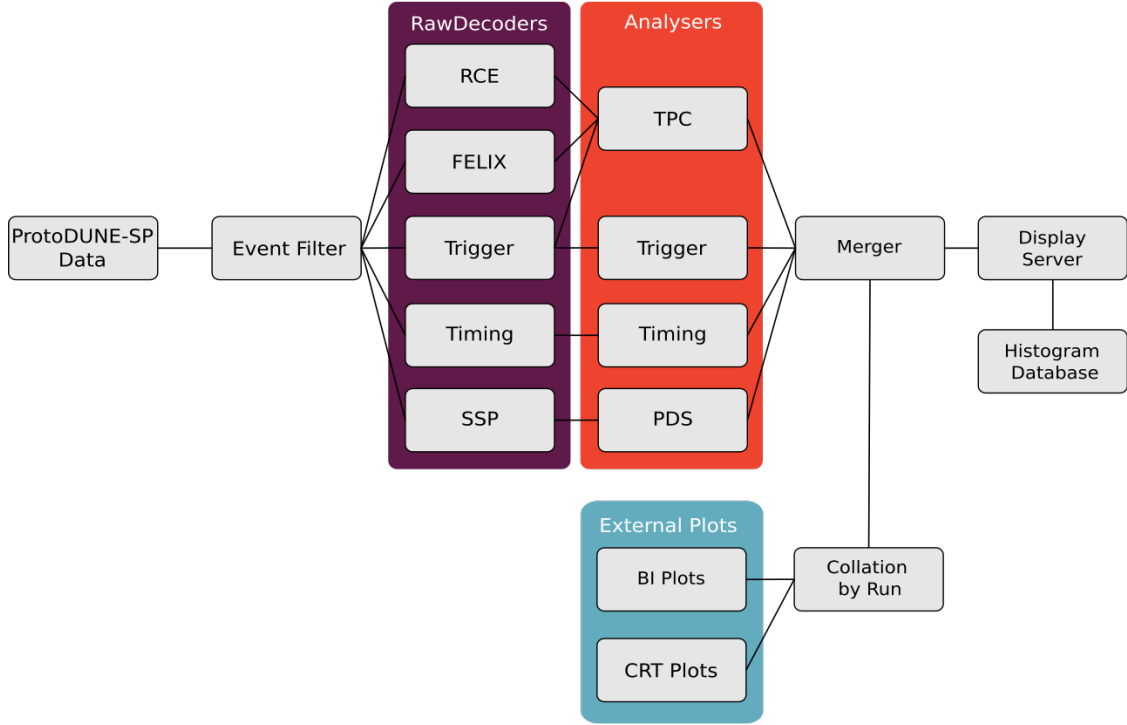 RawDecoders
Analysers
RCE
TPC
FELIX
ProtoDUNE-SP
Data
Event Filter
Trigger
Trigger
Merger
Display
Server
Timing
Timing
Histogram
Database
SSP
PDS
External Plots
BI Plots
Collation
by Run
CRT Plots